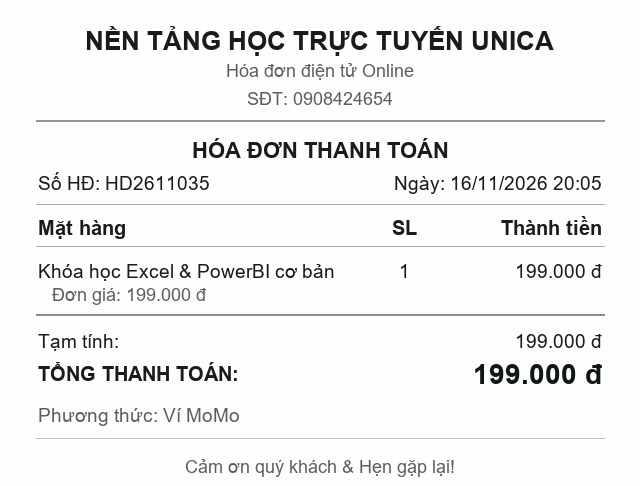 NỀN TẢNG HỌC TRỰC TUYẾN UNICA
Hóa đơn điện tử Online
SĐT: 0908424654
HÓA ĐƠN THANH TOÁN
Số HĐ: HD2611035 Ngày: 16/11/2026 20:05
Mặt hàng SL Thành tiền
Khóa học Excel & PowerBI cơ bản 1 199.000 đ
Đơn giá: 199.000 đ
Tạm tính: 199.000 đ
TỔNG THANH TOÁN: 199.000 đ
Phương thức: Ví MoMo
Cảm ơn quý khách & Hẹn gặp lại!